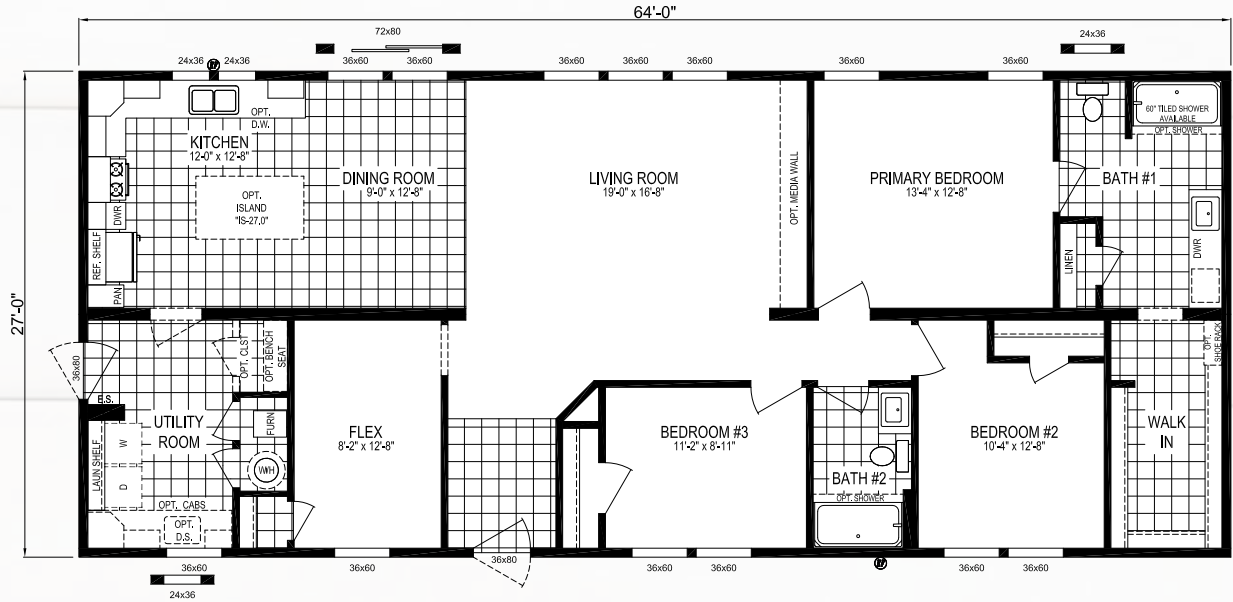 64'-0"
72x80
24x36
24x36 24x36
36x60 36x60
36x60 36x60 36x60
36x60
36x60
27'-0"
OPT.
D.W.
KITCHEN
12'-0" x 12'-8"
DINING ROOM
9'-0" x 12'-8"
OPT.
ISLAND
"IS-27,0"
DWR
REF. SHELF
PAN
LIVING ROOM
19'-0" x 16'-8"
OPT. MEDIA WALL
PRIMARY BEDROOM
13'-4" x 12'-8"
60" TILED SHOWER
AVAILABLE
OPT. SHOWER
BATH #1
LINEN
DWR
36x80
E.S.
OPT. CLST
OPT. BENCH
SEAT
UTILITY
ROOM
LAUN SHELF
W
D
FURN
W/H
OPT. CABS
OPT.
D.S.
FLEX
8'-2" x 12'-8"
BEDROOM #3
11'-2" x 8'-11"
BATH #2
OPT. SHOWER
BEDROOM #2
10'-4" x 12'-8"
OPT.
SHOE RACK
WALK
IN
36x60
24x36
36x60
36x80
36x60 36x60
36x60 36x60